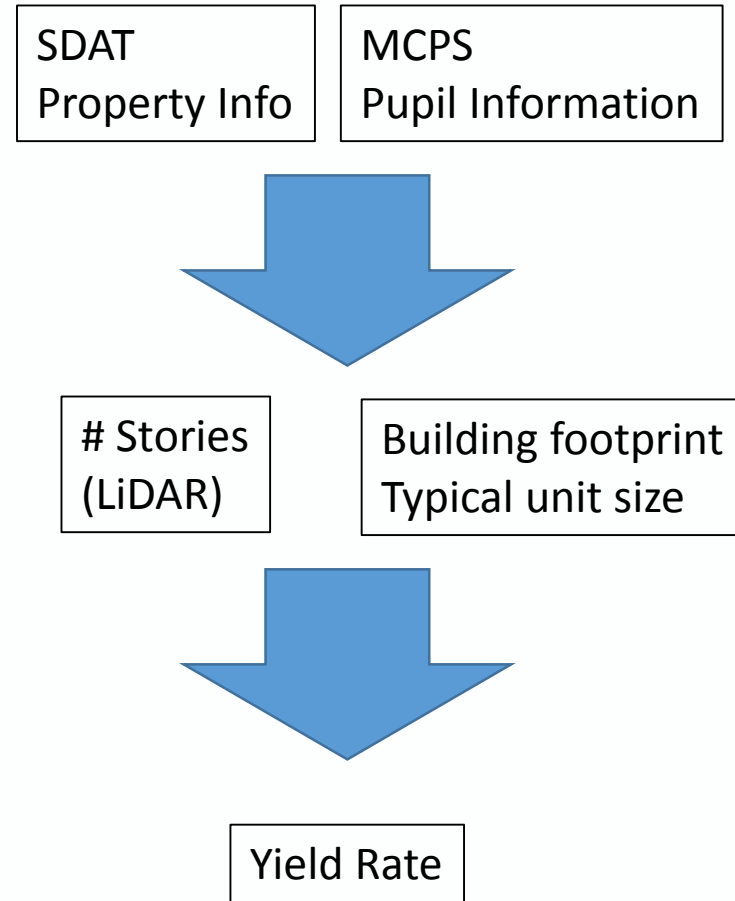 SDAT
Property Info
MCPS
Pupil Information
# Stories
(LiDAR)
Building footprint
Typical unit size
Yield Rate